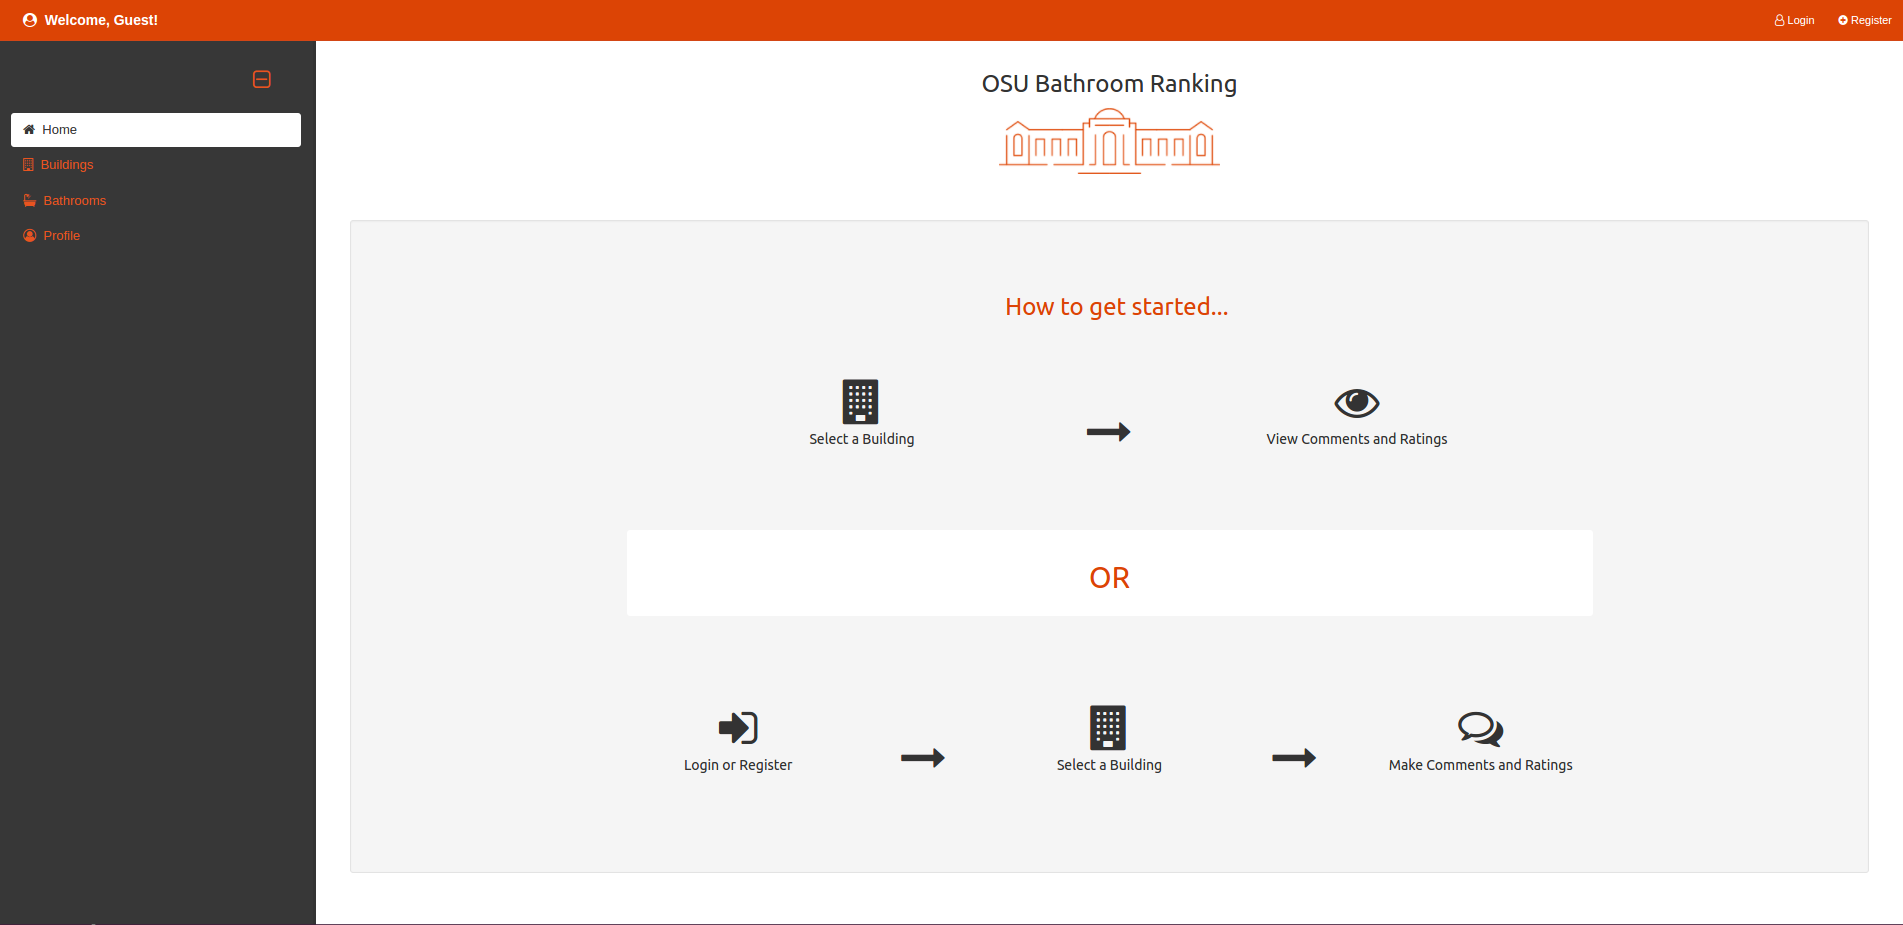 Welcome, Guest!
Login
Register
Home
Buildings
Bathrooms
Profile
OSU Bathroom Ranking
How to get started...
Select a Building
View Comments and Ratings
OR
Login or Register
Select a Building
Make Comments and Ratings